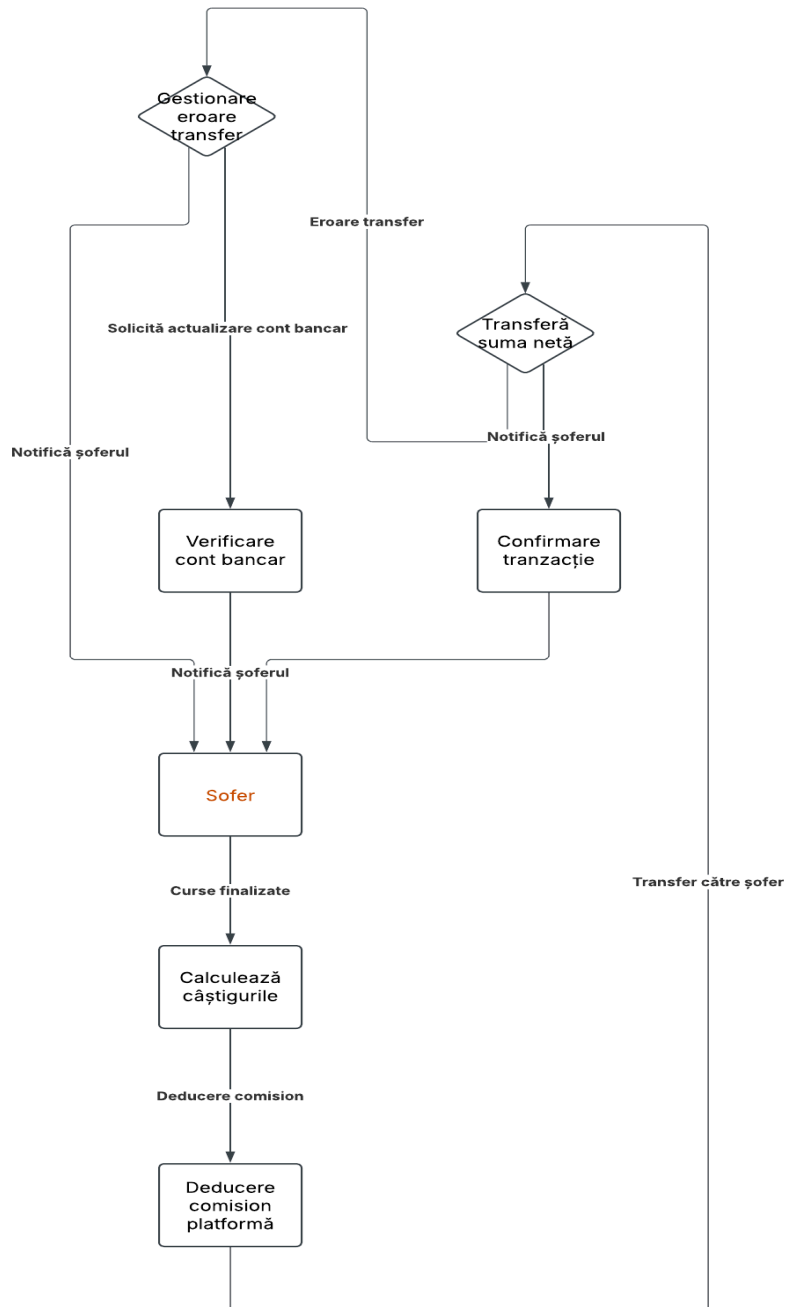 Gestionare
eroare
transfer
Eroare transfer
Solicită actualizare cont bancar
Transferă
suma netă
Notifică șoferul
Notifică șoferul
Verificare
cont bancar
Confirmare
tranzacție
Notifică șoferul
Sofer
Transfer către șofer
Curse finalizate
Calculează
câștigurile
Deducere comision
Deducere
comision
platformă